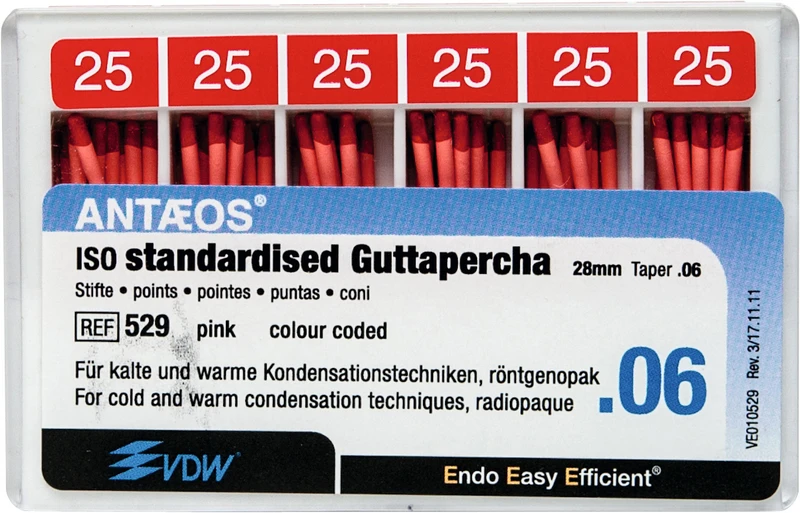 25 25 25 25 25 25
ANTÆOS®
ISO standardised Guttapercha 28mm Taper .06
Stifte • points • pointes • puntas • coni
REF 529 pink colour coded
Für kalte und warme Kondensationstechniken, röntgenopak
For cold and warm condensation techniques, radiopaque
.06
VE010529 Rev. 3/17.11.11
VDW®
Endo Easy Efficient®